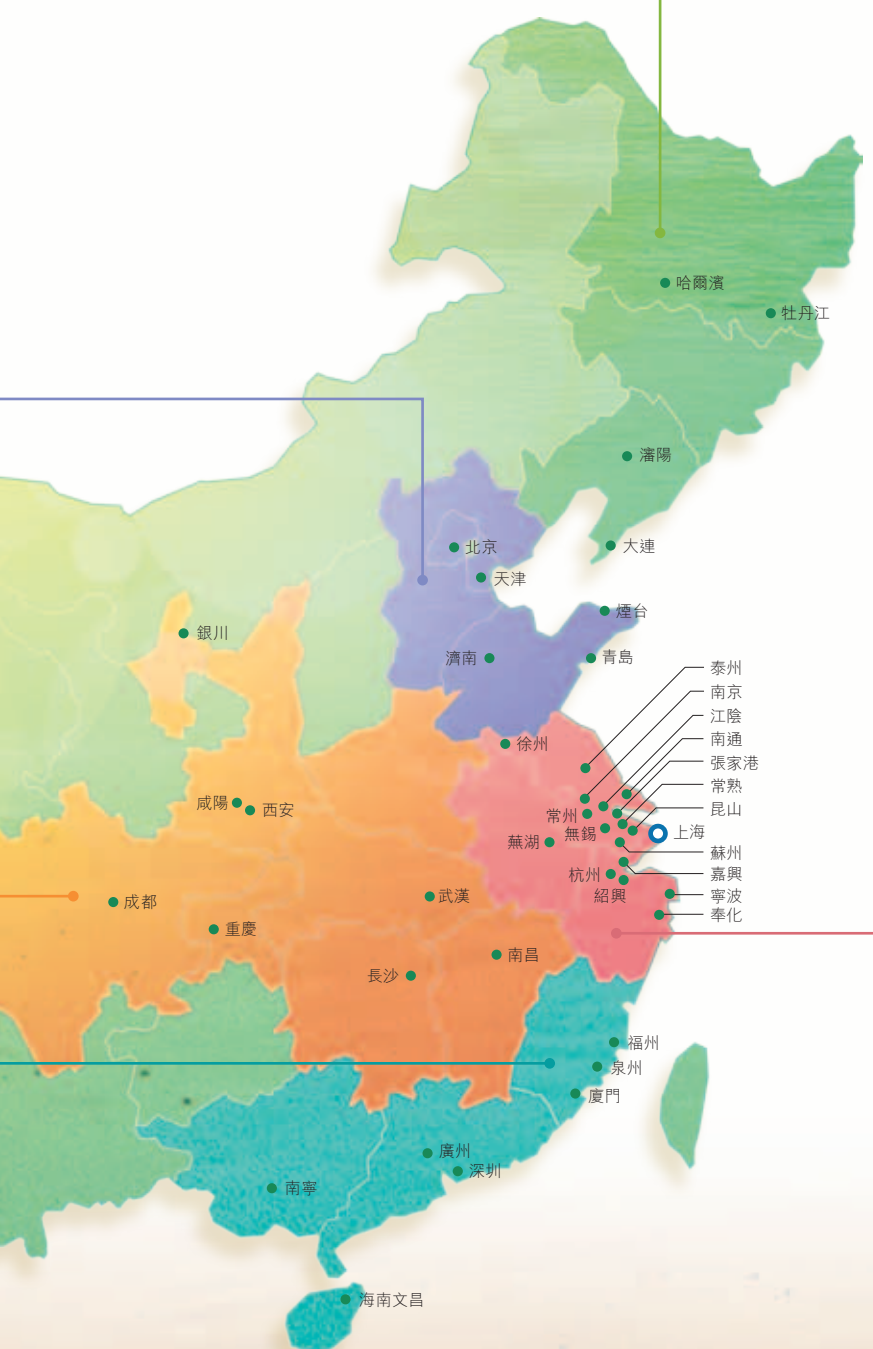 哈爾濱
牡丹江
瀋陽
北京
大連
天津
煙台
銀川
濟南
青島
泰州
南京
江陰
南通
徐州
張家港
常熟
咸陽
西安
昆山
常州
無錫
上海
蕪湖
蘇州
杭州
嘉興
紹興
寧波
奉化
成都
武漢
重慶
南昌
長沙
福州
泉州
廈門
廣州
深圳
南寧
海南文昌